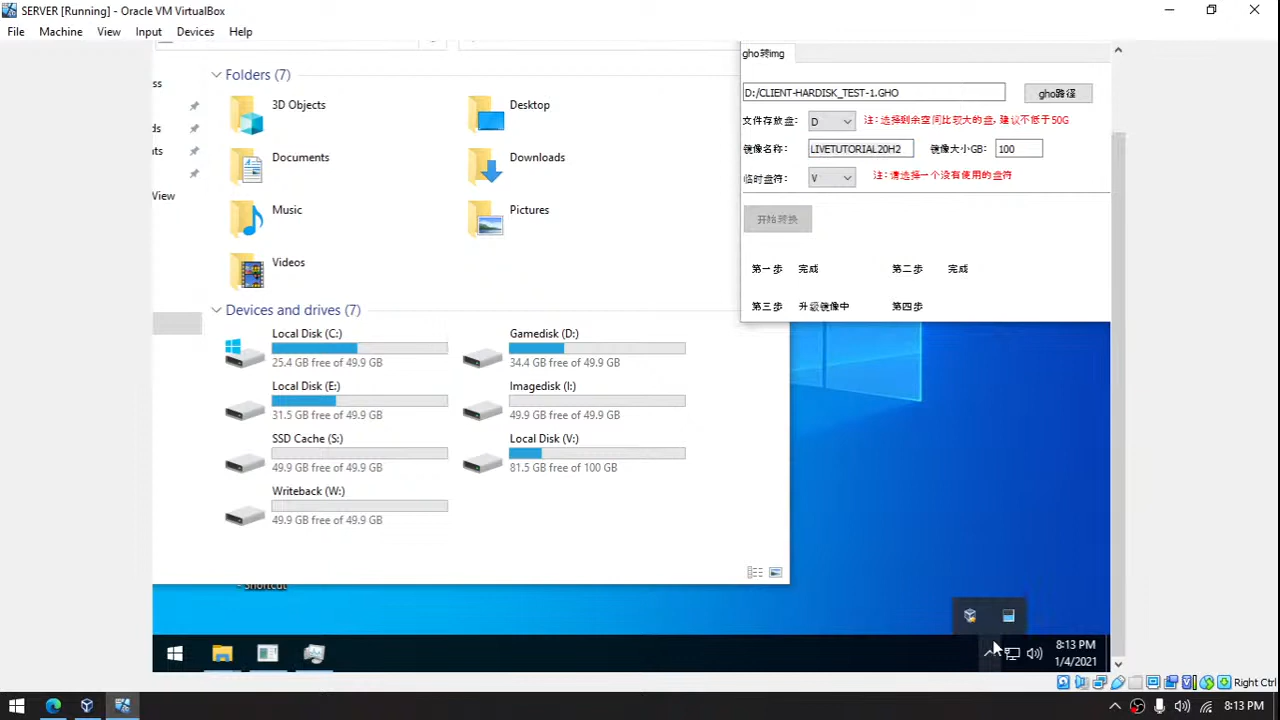 SERVER [Running] - Oracle VM VirtualBox
File Machine View Input Devices Help
gho转img
Folders (7)
3D Objects
Desktop
D:/CLIENT-HARDISK_TEST-1.GHO
gho路径
文件存放盘: D 注: 选择剩余空间比较大的盘, 建议不低于50G
镜像名称: LIVETUTORIAL20H2 镜像大小GB: 100
临时盘符: V 注: 请选择一个没有使用的盘符
ess
ds
nts
View
Documents
Downloads
Music
Pictures
Videos
开始转换
第一步 完成 第二步 完成
第三步 升级镜像中 第四步
Devices and drives (7)
Local Disk (C:)
25.4 GB free of 49.9 GB
Gamedisk (D:)
34.4 GB free of 49.9 GB
Local Disk (E:)
31.5 GB free of 49.9 GB
Imagedisk (I:)
49.9 GB free of 49.9 GB
SSD Cache (S:)
49.9 GB free of 49.9 GB
Local Disk (V:)
81.5 GB free of 100 GB
Writeback (W:)
49.9 GB free of 49.9 GB
- Shortcut
8:13 PM
1/4/2021
Right Ctrl
8:13 PM